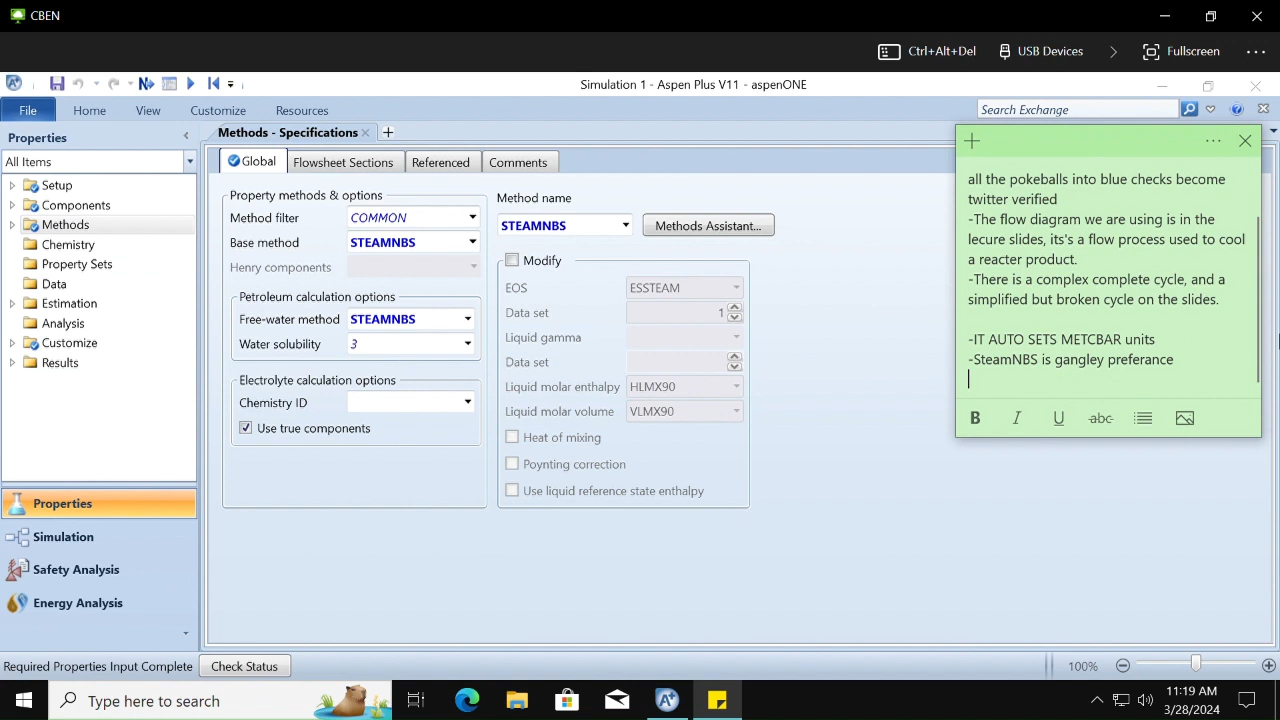 CBEN
Ctrl+Alt+Del
USB Devices
Fullscreen
Simulation 1 - Aspen Plus V11 - aspenONE
File
Home
View
Customize
Resources
Search Exchange
Properties
All Items
Setup
Components
Methods
Chemistry
Property Sets
Data
Estimation
Analysis
Customize
Results
Properties
Simulation
Safety Analysis
Energy Analysis
Methods - Specifications
Global
Flowsheet Sections
Referenced
Comments
Property methods & options
Method filter COMMON
Base method STEAMNBS
Henry components
Petroleum calculation options
Free-water method STEAMNBS
Water solubility 3
Electrolyte calculation options
Chemistry ID
Use true components
Method name
STEAMNBS
Methods Assistant...
Modify
EOS ESSTEAM
Data set 1
Liquid gamma
Data set
Liquid molar enthalpy HLMX90
Liquid molar volume VLMX90
Heat of mixing
Poynting correction
Use liquid reference state enthalpy
all the pokeballs into blue checks become
twitter verified
-The flow diagram we are using is in the
lecure slides, its's a flow process used to cool
a reacter product.
-There is a complex complete cycle, and a
simplified but broken cycle on the slides.
-IT AUTO SETS METCBAR units
-SteamNBS is gangley preferance
B I U abc
Required Properties Input Complete
Check Status
100%
Type here to search
11:19 AM
3/28/2024